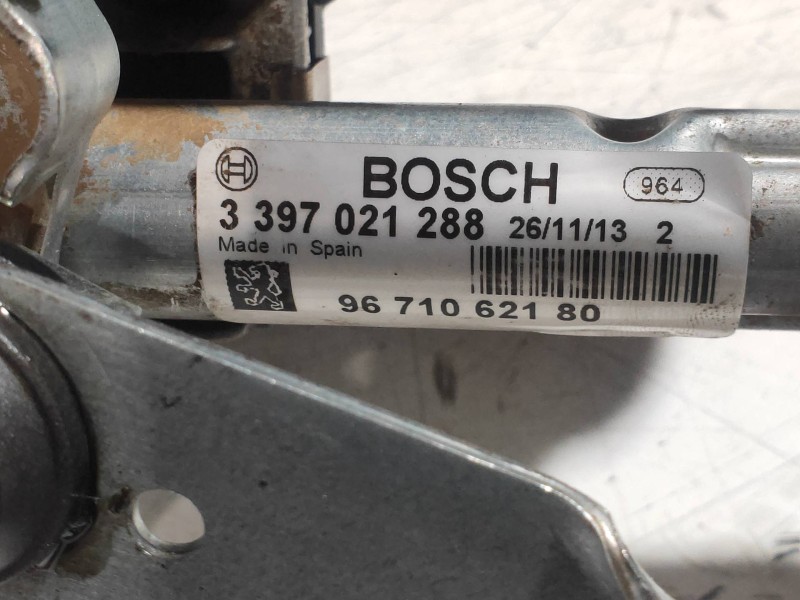 BOSCH 964
3 397 021 288 26/11/13 2
Made in Spain
96 710 621 80